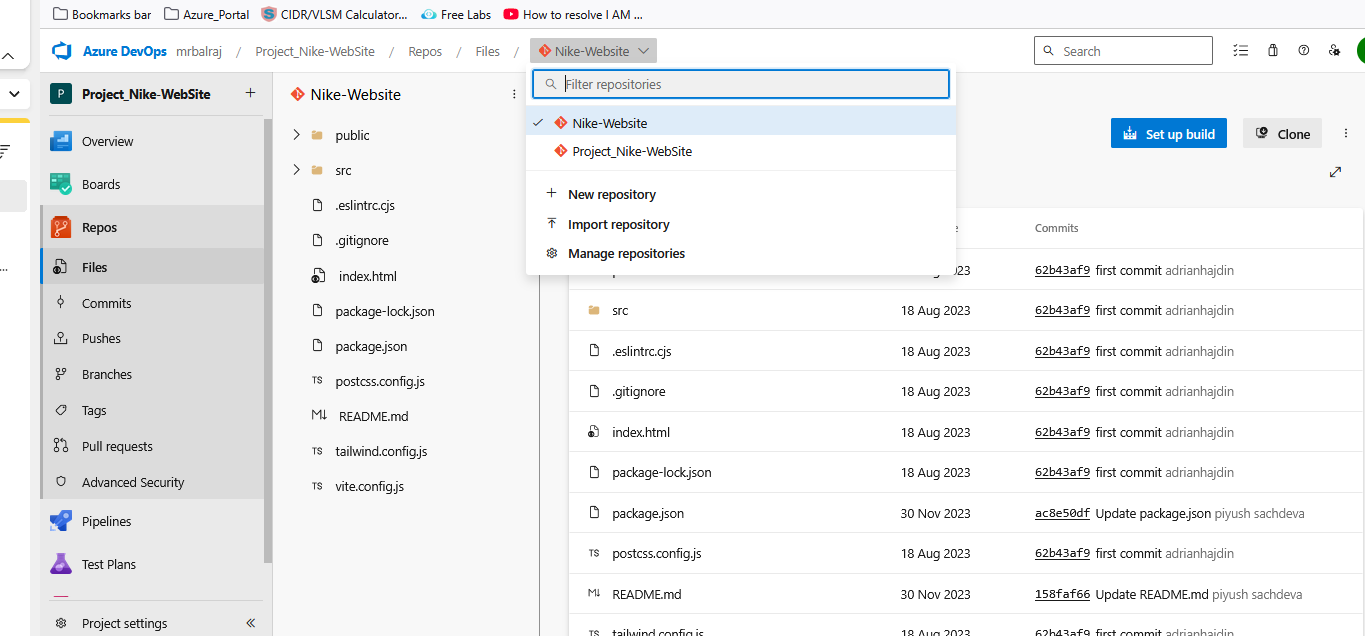 Bookmarks bar Azure_Portal CIDR/VLSM Calculator... Free Labs How to resolve I AM ...
Azure DevOps mrbalraj / Project_Nike-WebSite / Repos / Files / Nike-Website Search
P Project_Nike-WebSite +
Overview
Boards
Repos
Files
Commits
Pushes
Branches
Tags
Pull requests
Advanced Security
Pipelines
Test Plans
Project settings
Nike-Website
public
src
.eslintrc.cjs
.gitignore
index.html
package-lock.json
package.json
TS postcss.config.js
M↓ README.md
TS tailwind.config.js
TS vite.config.js
Filter repositories
Nike-Website
Project_Nike-WebSite
New repository
Import repository
Manage repositories
Set up build Clone
Commits
23 62b43af9 first commit adrianhajdin
src 18 Aug 2023 62b43af9 first commit adrianhajdin
.eslintrc.cjs 18 Aug 2023 62b43af9 first commit adrianhajdin
.gitignore 18 Aug 2023 62b43af9 first commit adrianhajdin
index.html 18 Aug 2023 62b43af9 first commit adrianhajdin
package-lock.json 18 Aug 2023 62b43af9 first commit adrianhajdin
package.json 30 Nov 2023 ac8e50df Update package.json piyush sachdeva
TS postcss.config.js 18 Aug 2023 62b43af9 first commit adrianhajdin
M↓ README.md 30 Nov 2023 158faf66 Update README.md piyush sachdeva
TS tailwind.config.js 18 Aug 2023 62b43af9 first commit adrianhajdin